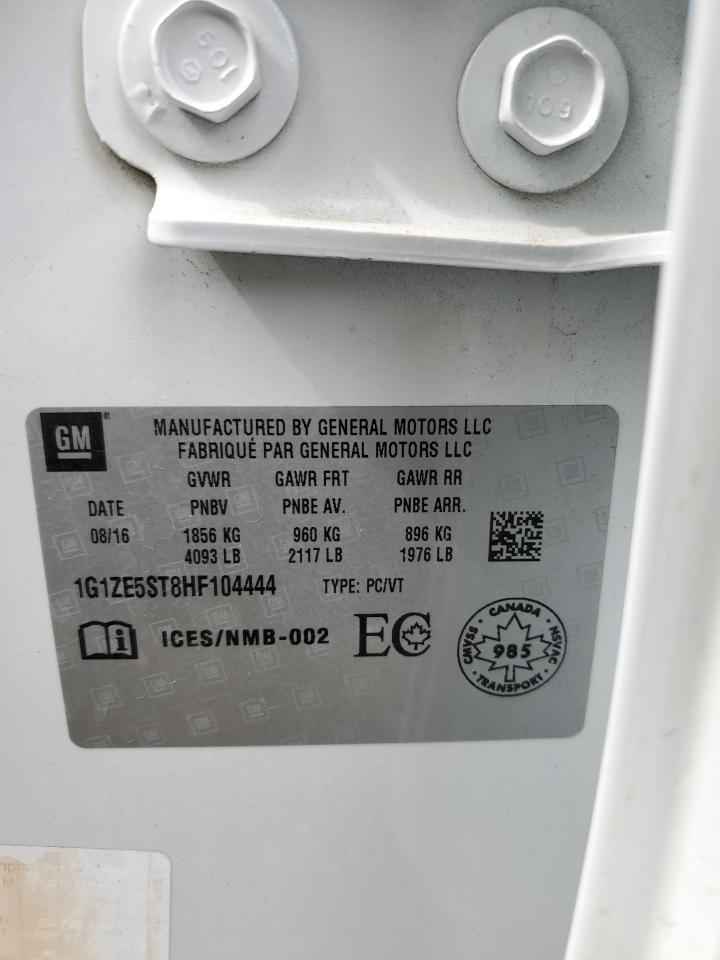 109
109
GM
MANUFACTURED BY GENERAL MOTORS LLC
FABRIQUÉ PAR GENERAL MOTORS LLC
GVWR GAWR FRT GAWR RR
DATE PNBV PNBE AV. PNBE ARR.
08/16 1856 KG 960 KG 896 KG
4093 LB 2117 LB 1976 LB
1G1ZE5ST8HF104444 TYPE: PC/VT
i ICES/NMB-002 EC
CANADA
CMVSS 985 NSVAC
TRANSPORT